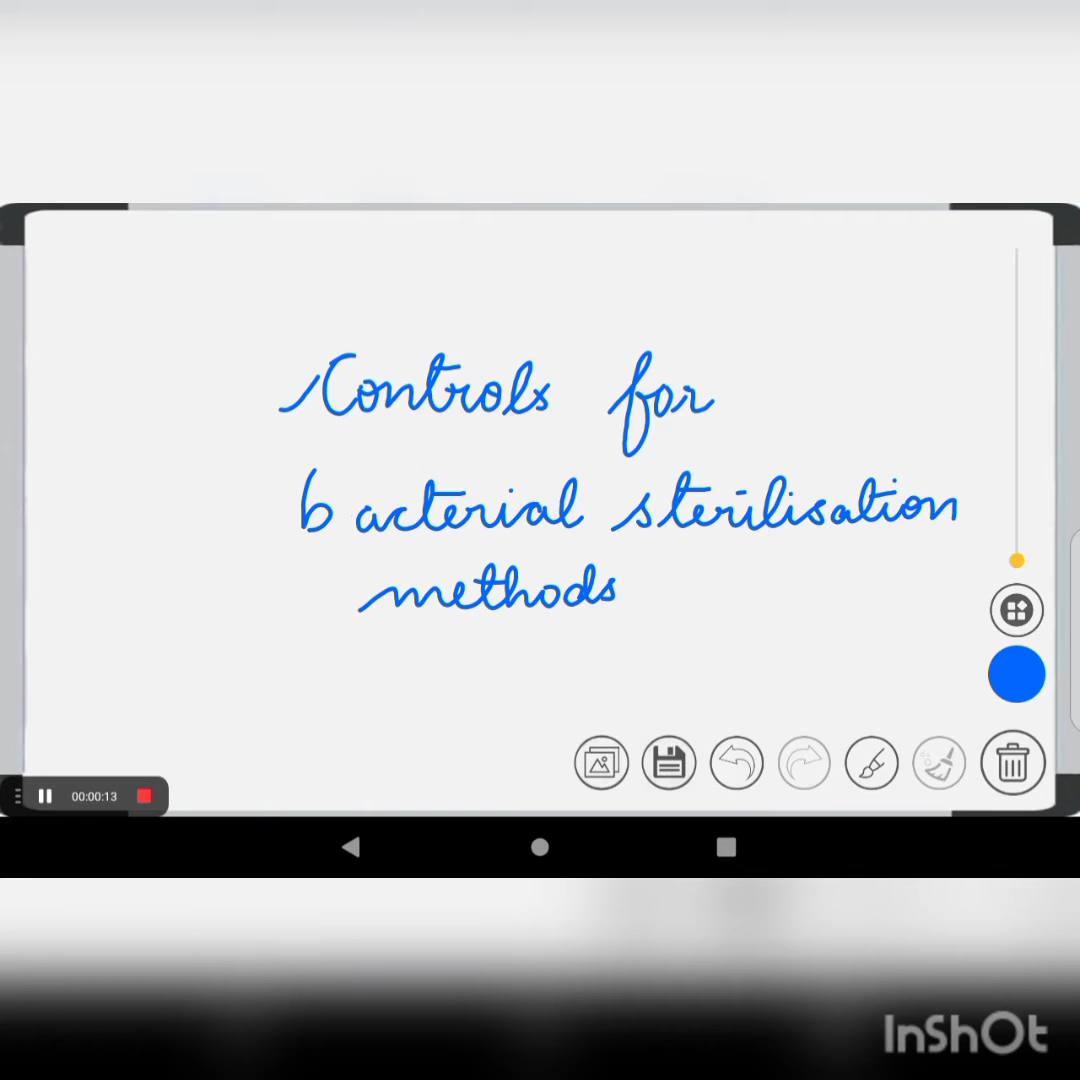 Controls for
bacterial sterilisation
methods
00:00:13
InShOt